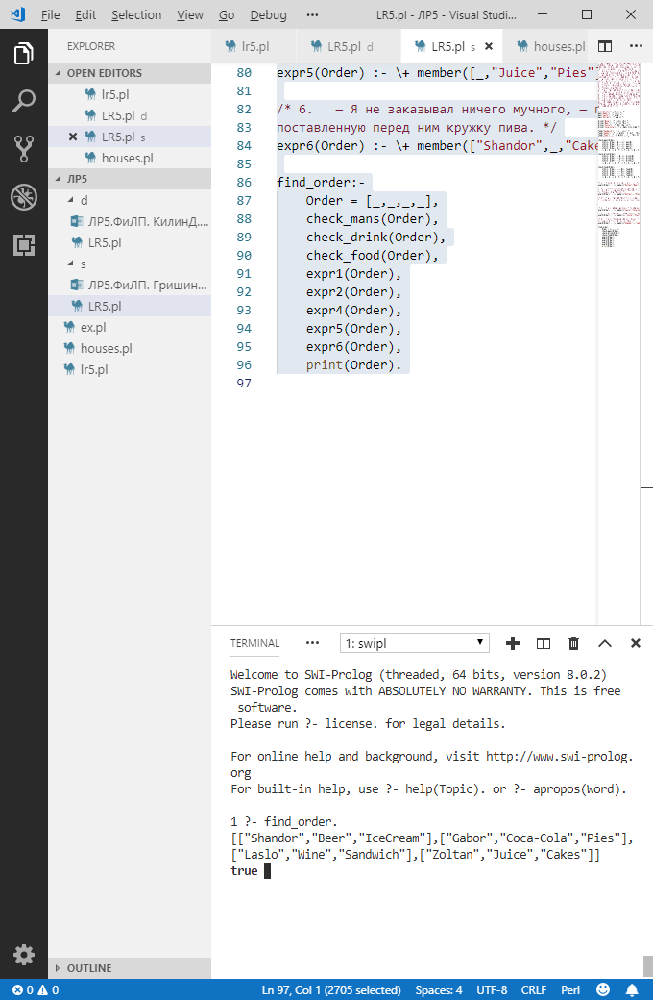 File Edit Selection View Go Debug ··· LR5.pl - ЛР5 - Visual Studi...
EXPLORER
OPEN EDITORS
lr5.pl
LR5.pl d
LR5.pl s
houses.pl
ЛР5
d
ЛР5.ФиЛП. КилинД....
LR5.pl
s
ЛР5.ФиЛП. Гришин...
LR5.pl
ex.pl
houses.pl
lr5.pl
OUTLINE
lr5.pl LR5.pl d LR5.pl s houses.pl
80 expr5(Order) :- \+ member([_,"Juice","Pies"]
81
82 /* 6. – Я не заказывал ничего мучного, –
83 поставленную перед ним кружку пива. */
84 expr6(Order) :- \+ member(["Shandor",_,"Cake
85
86 find_order:-
87 Order = [_,_,_,_],
88 check_mans(Order),
89 check_drink(Order),
90 check_food(Order),
91 expr1(Order),
92 expr2(Order),
93 expr4(Order),
94 expr5(Order),
95 expr6(Order),
96 print(Order).
97
TERMINAL ··· 1: swipl
Welcome to SWI-Prolog (threaded, 64 bits, version 8.0.2)
SWI-Prolog comes with ABSOLUTELY NO WARRANTY. This is free
software.
Please run ?- license. for legal details.
For online help and background, visit http://www.swi-prolog.
org
For built-in help, use ?- help(Topic). or ?- apropos(Word).
1 ?- find_order.
[["Shandor","Beer","IceCream"],["Gabor","Coca-Cola","Pies"],
["Laslo","Wine","Sandwich"],["Zoltan","Juice","Cakes"]]
true
0 0 Ln 97, Col 1 (2705 selected) Spaces: 4 UTF-8 CRLF Perl